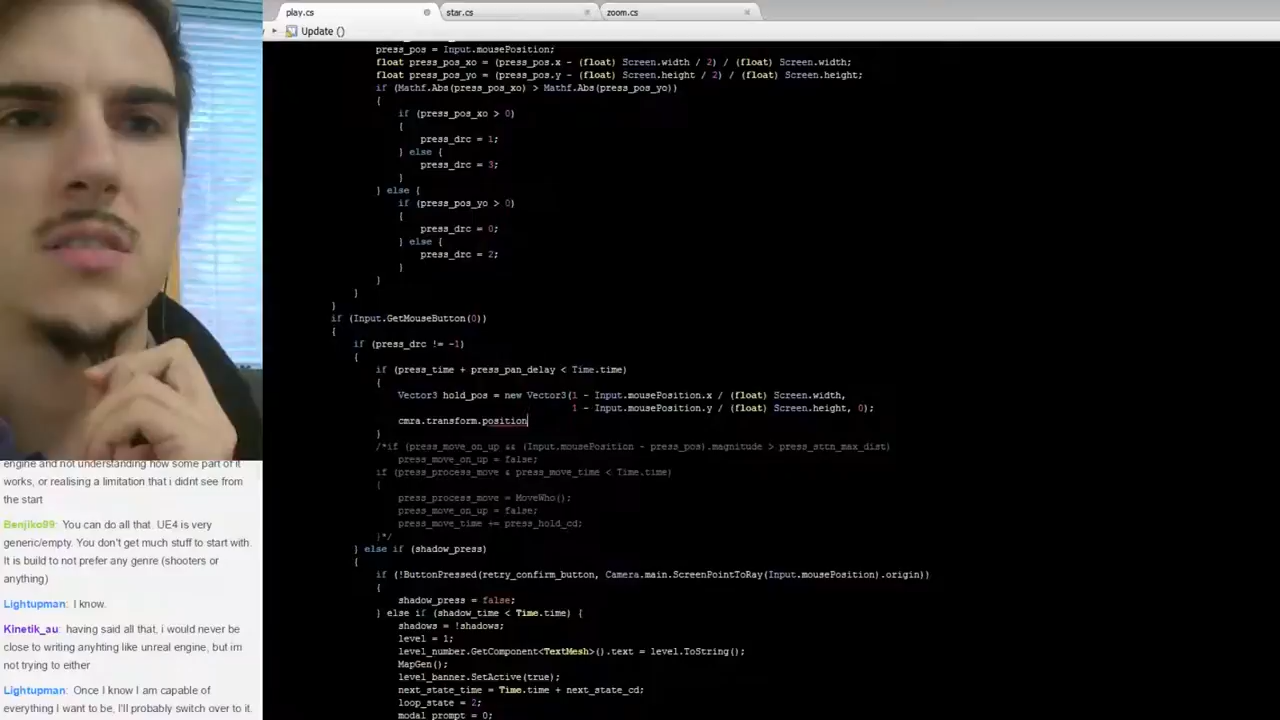 play.cs
star.cs
zoom.cs
Update ()
press_pos = Input.mousePosition;
float press_pos_xo = (press_pos.x - (float) Screen.width / 2) / (float) Screen.width;
float press_pos_yo = (press_pos.y - (float) Screen.height / 2) / (float) Screen.height;
if (Mathf.Abs(press_pos_xo) > Mathf.Abs(press_pos_yo))
{
if (press_pos_xo > 0)
{
press_drc = 1;
} else {
press_drc = 3;
}
} else {
if (press_pos_yo > 0)
{
press_drc = 0;
} else {
press_drc = 2;
}
}
}
}
if (Input.GetMouseButton(0))
{
if (press_drc != -1)
{
if (press_time + press_pan_delay < Time.time)
{
Vector3 hold_pos = new Vector3(1 - Input.mousePosition.x / (float) Screen.width,
1 - Input.mousePosition.y / (float) Screen.height, 0);
cmra.transform.position
}
/*if (press_move_on_up && (Input.mousePosition - press_pos).magnitude > press_sttn_max_dist)
press_move_on_up = false;
if (press_process_move & press_move_time < Time.time)
{
press_process_move = MoveWho();
press_move_on_up = false;
press_move_time += press_hold_cd;
}*/
} else if (shadow_press)
{
if (!ButtonPressed(retry_confirm_button, Camera.main.ScreenPointToRay(Input.mousePosition).origin))
{
shadow_press = false;
} else if (shadow_time < Time.time) {
shadows = !shadows;
level = 1;
level_number.GetComponent<TextMesh>().text = level.ToString();
MapGen();
level_banner.SetActive(true);
next_state_time = Time.time + next_state_cd;
loop_state = 2;
modal_prompt = 0;
engine and not understanding how some part of it
works, or realising a limitation that i didnt see from
the start
Benjiko99: You can do all that. UE4 is very
generic/empty. You don't get much stuff to start with.
It is build to not prefer any genre (shooters or
anything)
Lightupman: I know.
Kinetik_au: having said all that, i would never be
close to writing anyhting like unreal engine, but im
not trying to either
Lightupman: Once I know I am capable of
everything I want to be, I'll probably switch over to it.